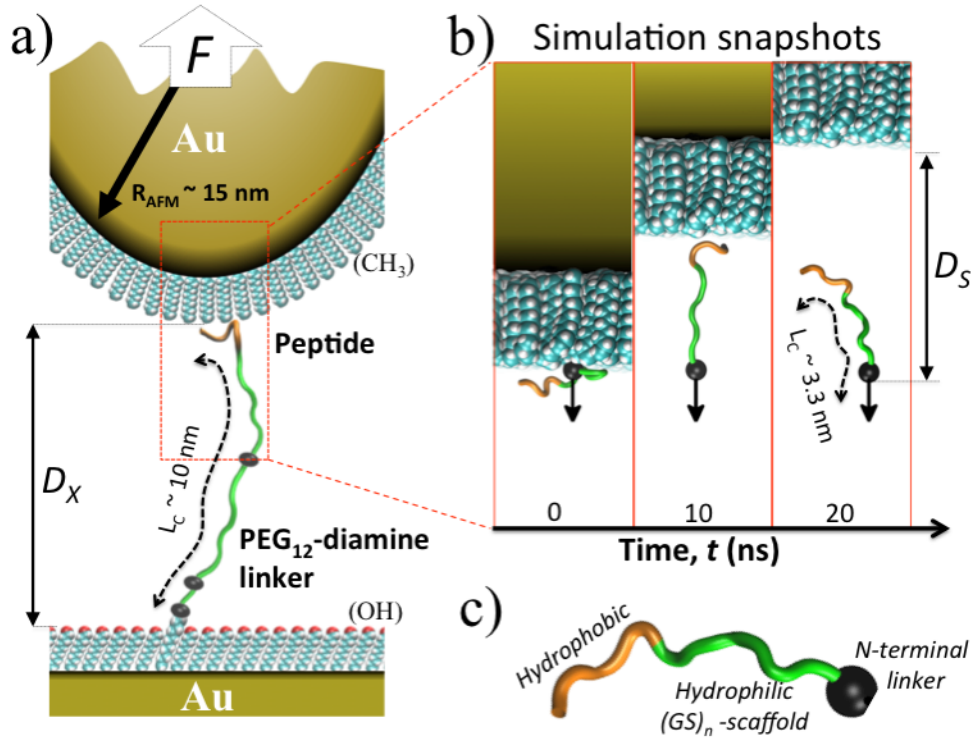 a)
F
Au
R_AFM ~ 15 nm
(CH₃)
Peptide
D_X
L_C ~ 10 nm
PEG₁₂-diamine
linker
(OH)
Au
b)
Simulation snapshots
D_S
L_C ~ 3.3 nm
0
10
20
Time, t (ns)
c)
Hydrophobic
Hydrophilic
(GS)ₙ -scaffold
N-terminal
linker